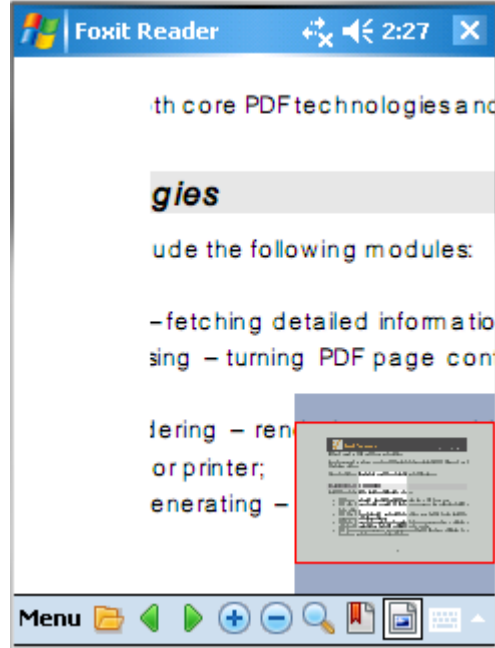 Foxit Reader 2:27
th core PDF technologies and
gies
ude the following modules:
– fetching detailed informatio
sing – turning PDF page con
dering – ren
or printer;
enerating –
Menu